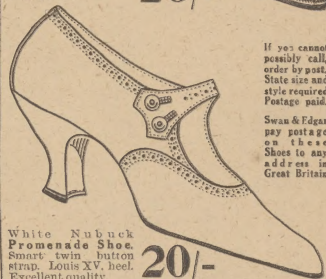 If you cannot
possibly call,
order by post.
State size and
style required
Postage paid.
Swan & Edgar
pay postage
on these
Shoes to any
address in
Great Britain
White Nubuck
Promenade Shoe.
Smart twin button
strap. Louis XV. heel.
Excellent quality
20/-